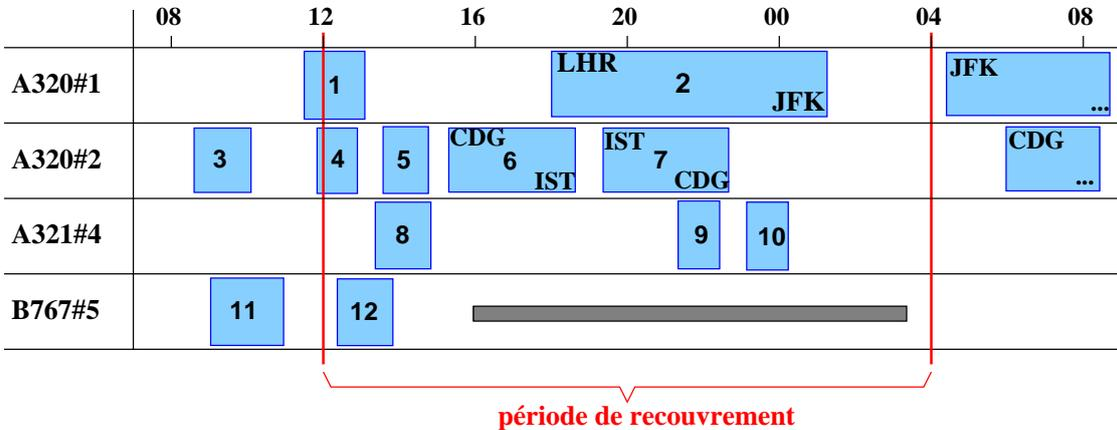 08 12 16 20 00 04 08
A320#1 1 LHR 2 JFK JFK ...
A320#2 3 4 5 CDG 6 IST IST 7 CDG CDG ...
A321#4 8 9 10
B767#5 11 12
période de recouvrement